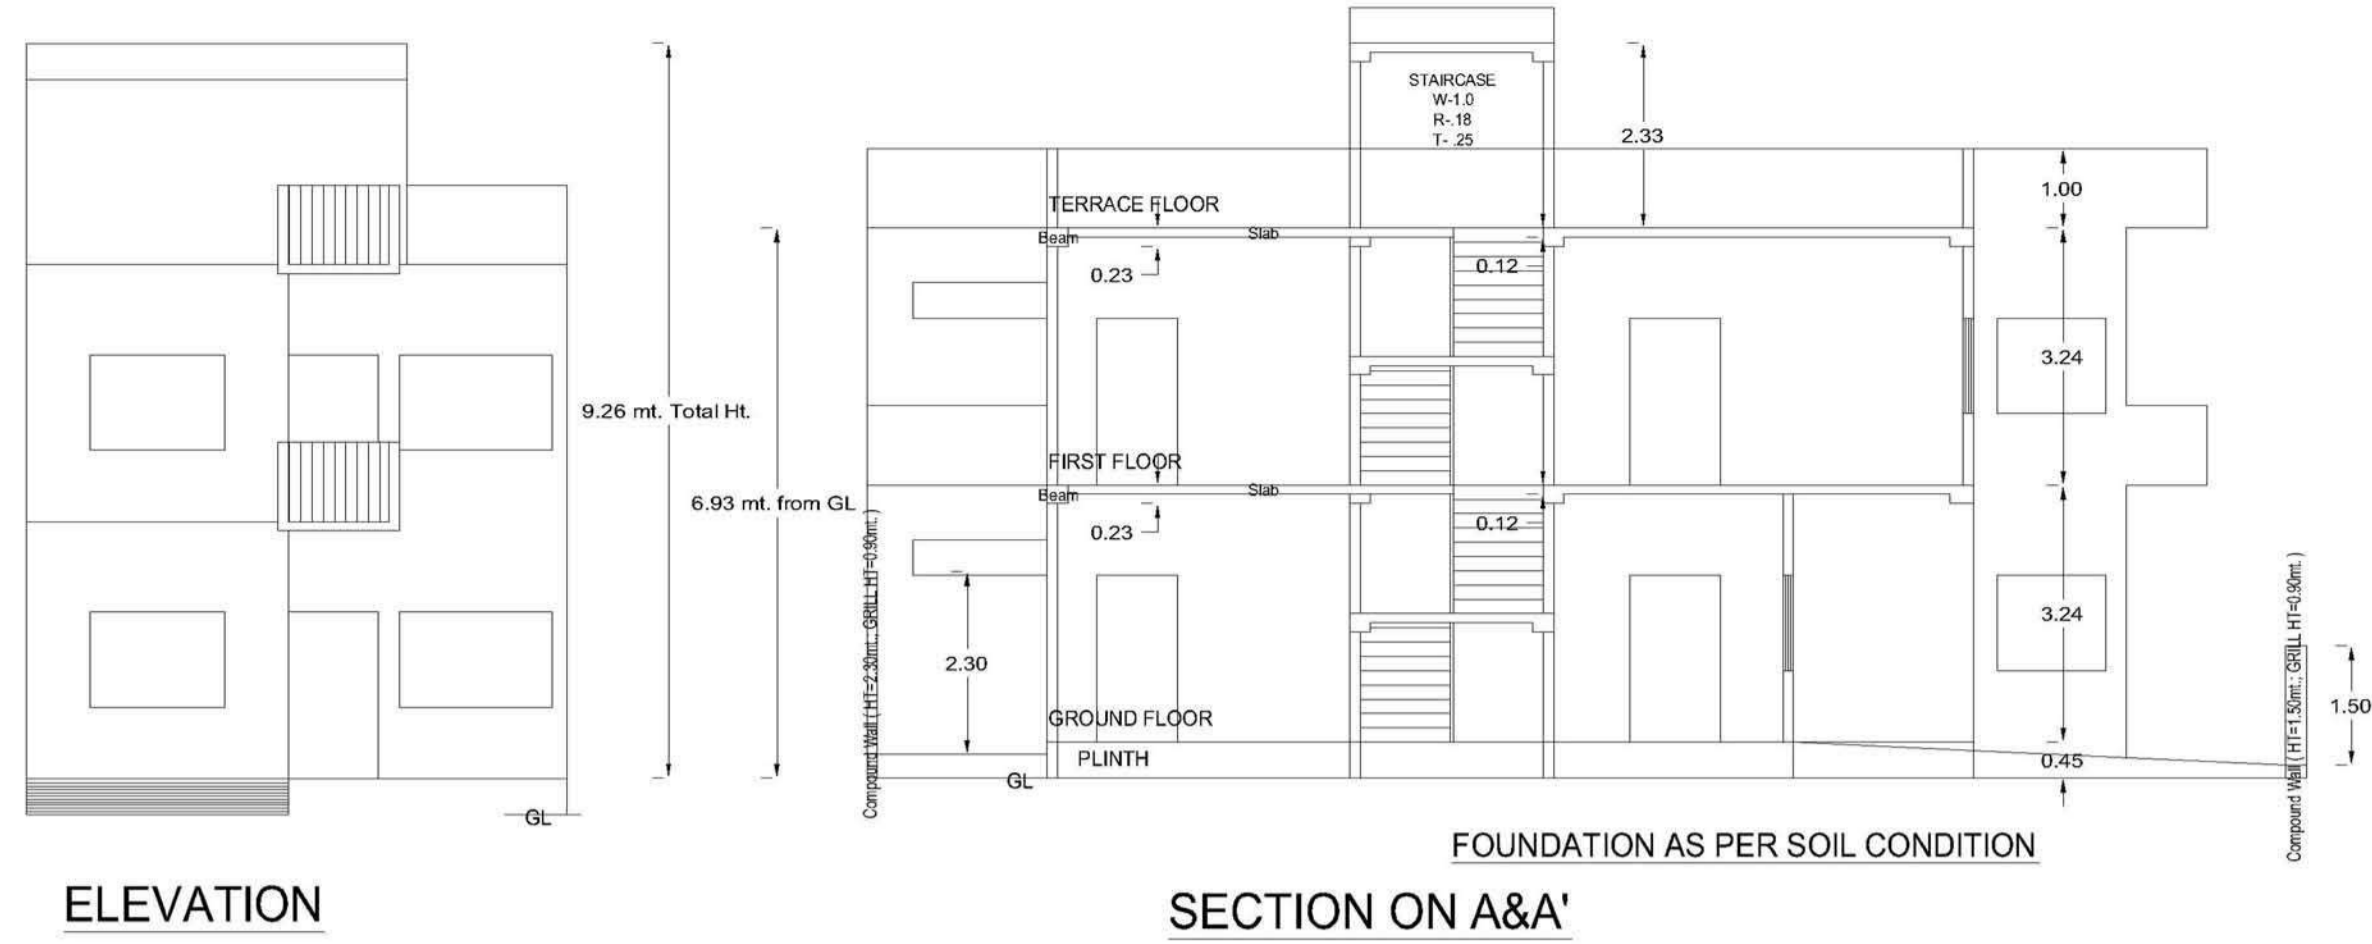 STAIRCASE
W-1.0
R-.18
T- .25
2.33
1.00
TERRACE FLOOR
Beam
Slab
0.23
0.12
3.24
9.26 mt. Total Ht.
FIRST FLOOR
6.93 mt. from GL
Beam
Slab
0.23
0.12
Compound Wall ( HT=2.30mt.; GRILL HT=0.90mt. )
2.30
3.24
Compound Wall ( HT=1.50mt.; GRILL HT=0.90mt. )
1.50
GROUND FLOOR
PLINTH
0.45
GL
GL
FOUNDATION AS PER SOIL CONDITION
ELEVATION
SECTION ON A&A'